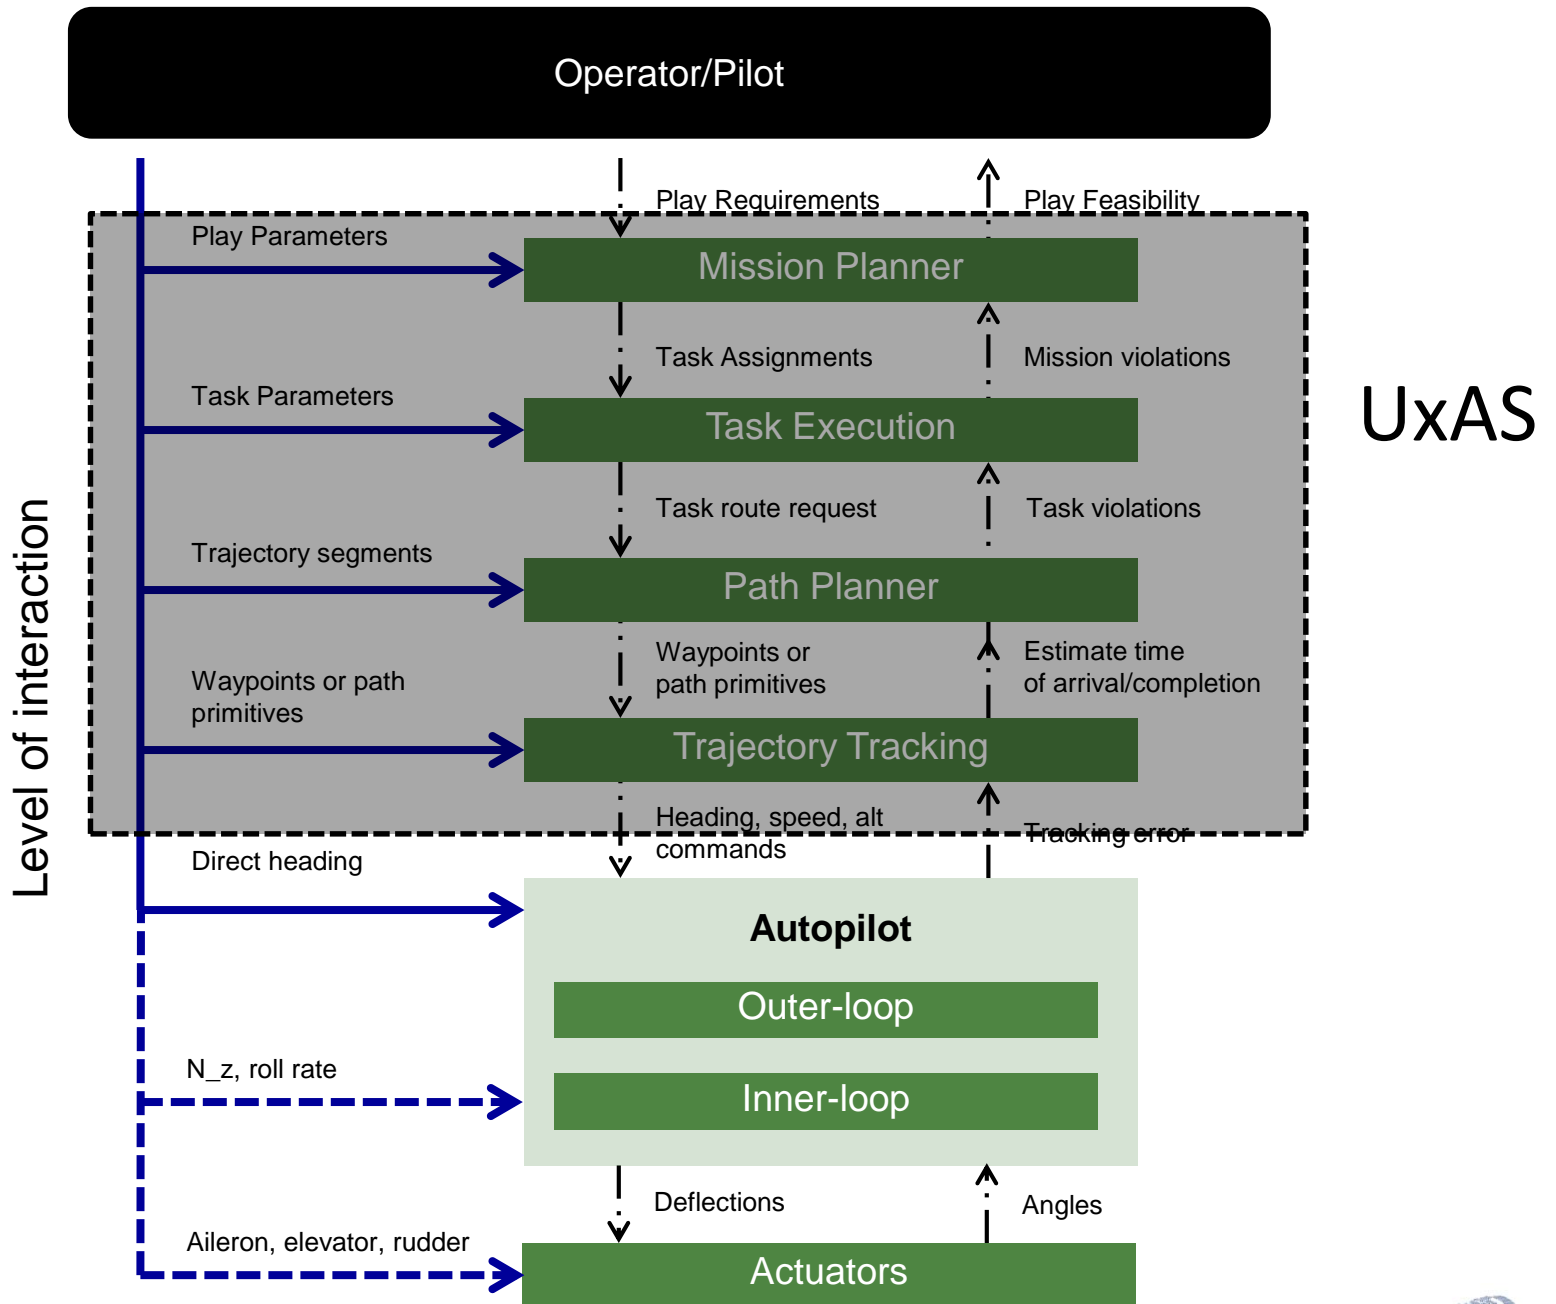 Operator/Pilot
Play Requirements
Play Feasibility
Play Parameters
Mission Planner
Task Assignments
Mission violations
Task Parameters
Task Execution
UxAS
Task route request
Task violations
Trajectory segments
Path Planner
Level of interaction
Waypoints or
path primitives
Estimate time
of arrival/completion
Waypoints or path
primitives
Trajectory Tracking
Heading, speed, alt
commands
Tracking error
Direct heading
Autopilot
Outer-loop
N_z, roll rate
Inner-loop
Deflections
Angles
Aileron, elevator, rudder
Actuators